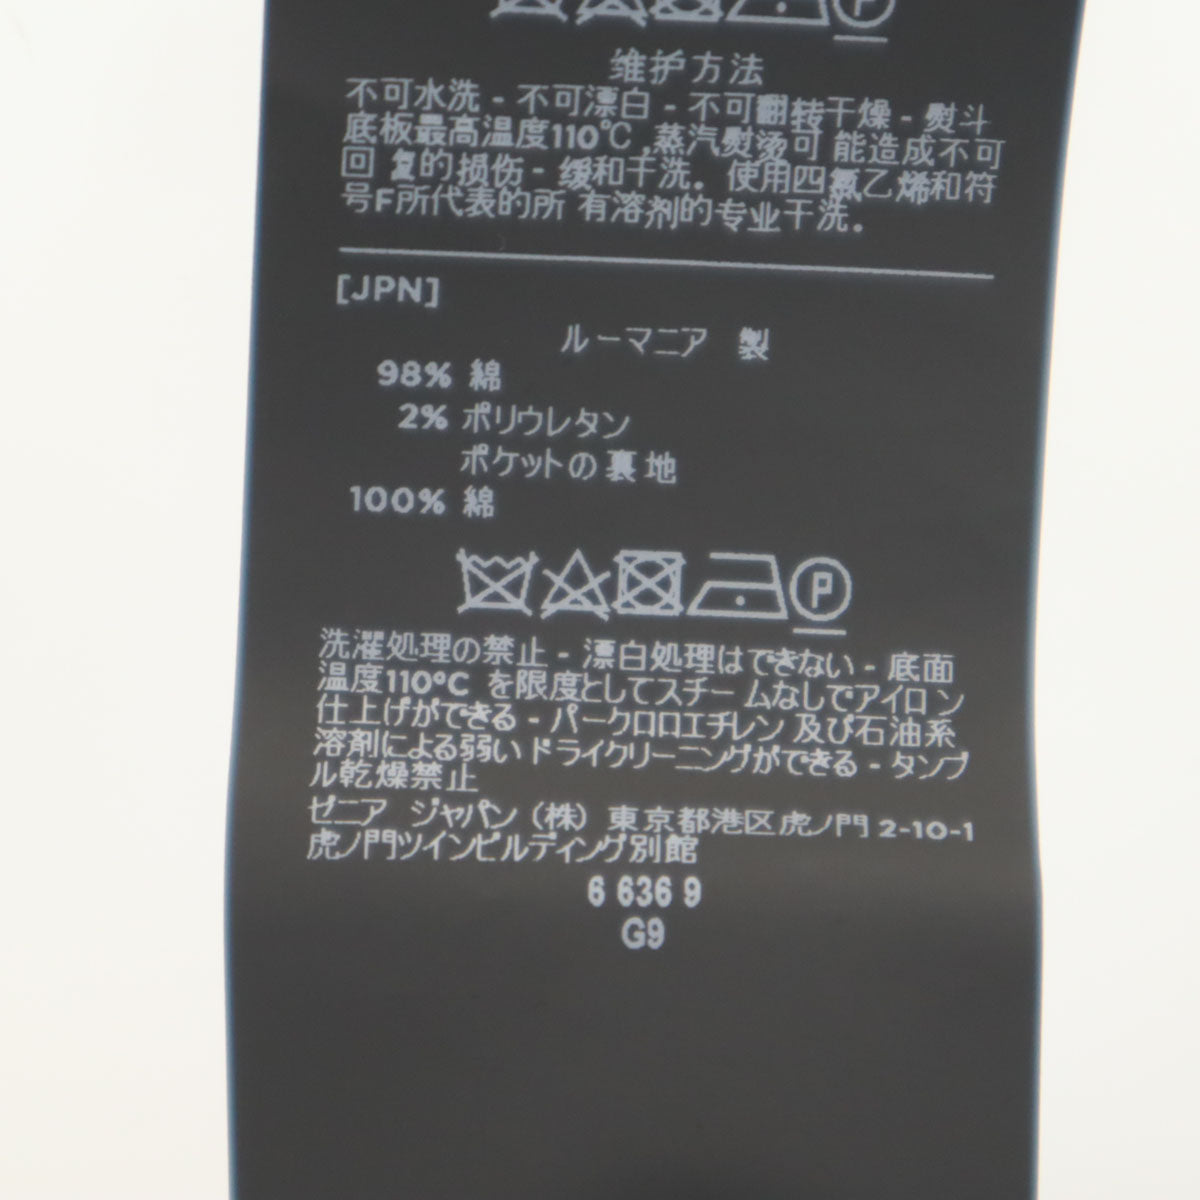 维护方法
不可水洗 - 不可漂白 - 不可翻转干燥 - 熨斗
底板最高温度110℃,蒸汽熨烫可 能造成不可
回 复的损伤 - 缓和干洗. 使用四氯乙烯和符
号F所代表的所 有溶剂的专业干洗.
[JPN]
ルーマニア 製
98% 綿
2% ポリウレタン
ポケットの裏地
100% 綿
P
洗濯処理の禁止 - 漂白処理はできない - 底面
温度110°C を限度としてスチームなしでアイロン
仕上げができる - パークロロエチレン 及び石油系
溶剤による弱い ドライクリーニングができる - タンブ
ル乾燥禁止
ゼニア ジャパン (株) 東京都港区虎ノ門 2-10-1
虎ノ門ツインビルディング別館
6 636 9
G9